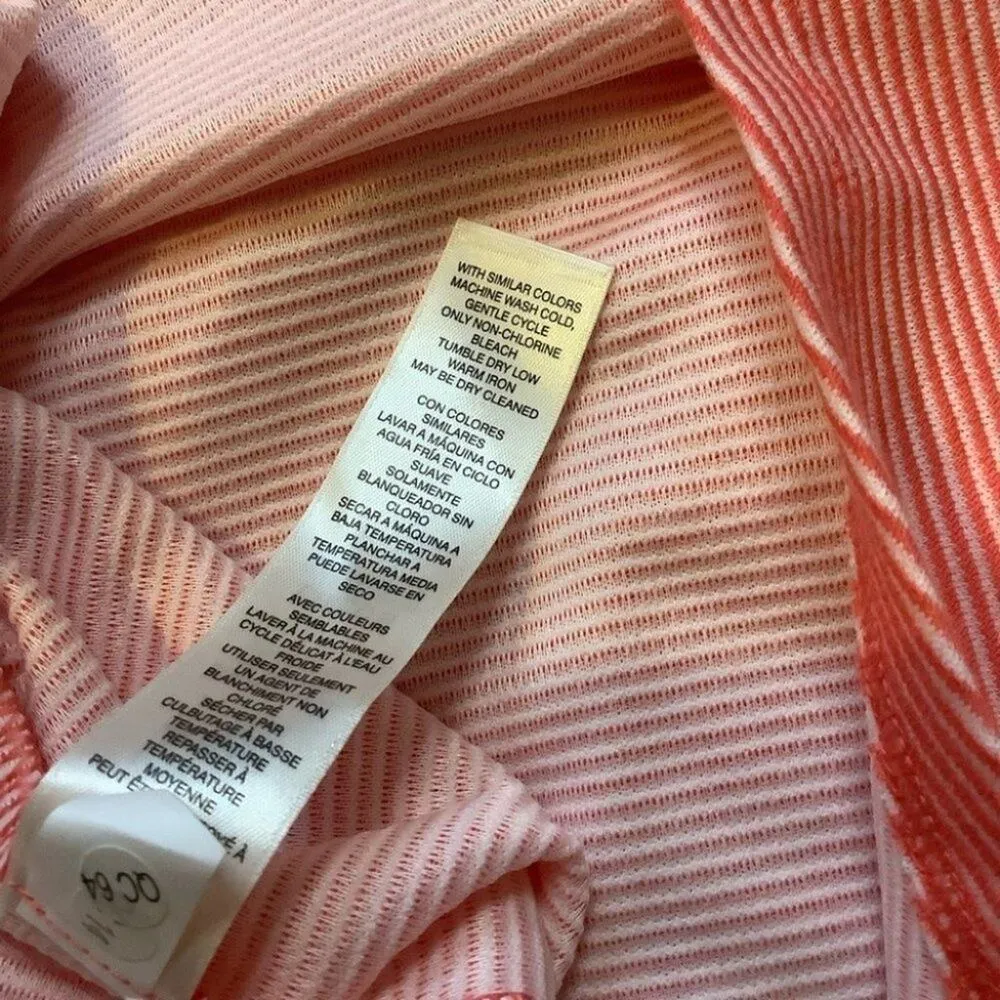 WITH SIMILAR COLORS
MACHINE WASH COLD,
GENTLE CYCLE
ONLY NON-CHLORINE
BLEACH
TUMBLE DRY LOW
WARM IRON
MAY BE DRY CLEANED
CON COLORES
SIMILARES
LAVAR A MÁQUINA CON
AGUA FRÍA EN CICLO
SUAVE
SOLAMENTE
BLANQUEADOR SIN
CLORO
SECAR A MÁQUINA A
BAJA TEMPERATURA
PLANCHAR A
TEMPERATURA MEDIA
PUEDE LAVARSE EN
SECO
AVEC COULEURS
SEMBLABLES
LAVER À LA MACHINE AU
CYCLE DÉLICAT À L'EAU
FROIDE
UTILISER SEULEMENT
UN AGENT DE
BLANCHIMENT NON
CHLORÉ
SÉCHER PAR
CULBUTAGE À BASSE
TEMPÉRATURE
REPASSER À
TEMPÉRATURE
MOYENNE
PEUT À
QC 64